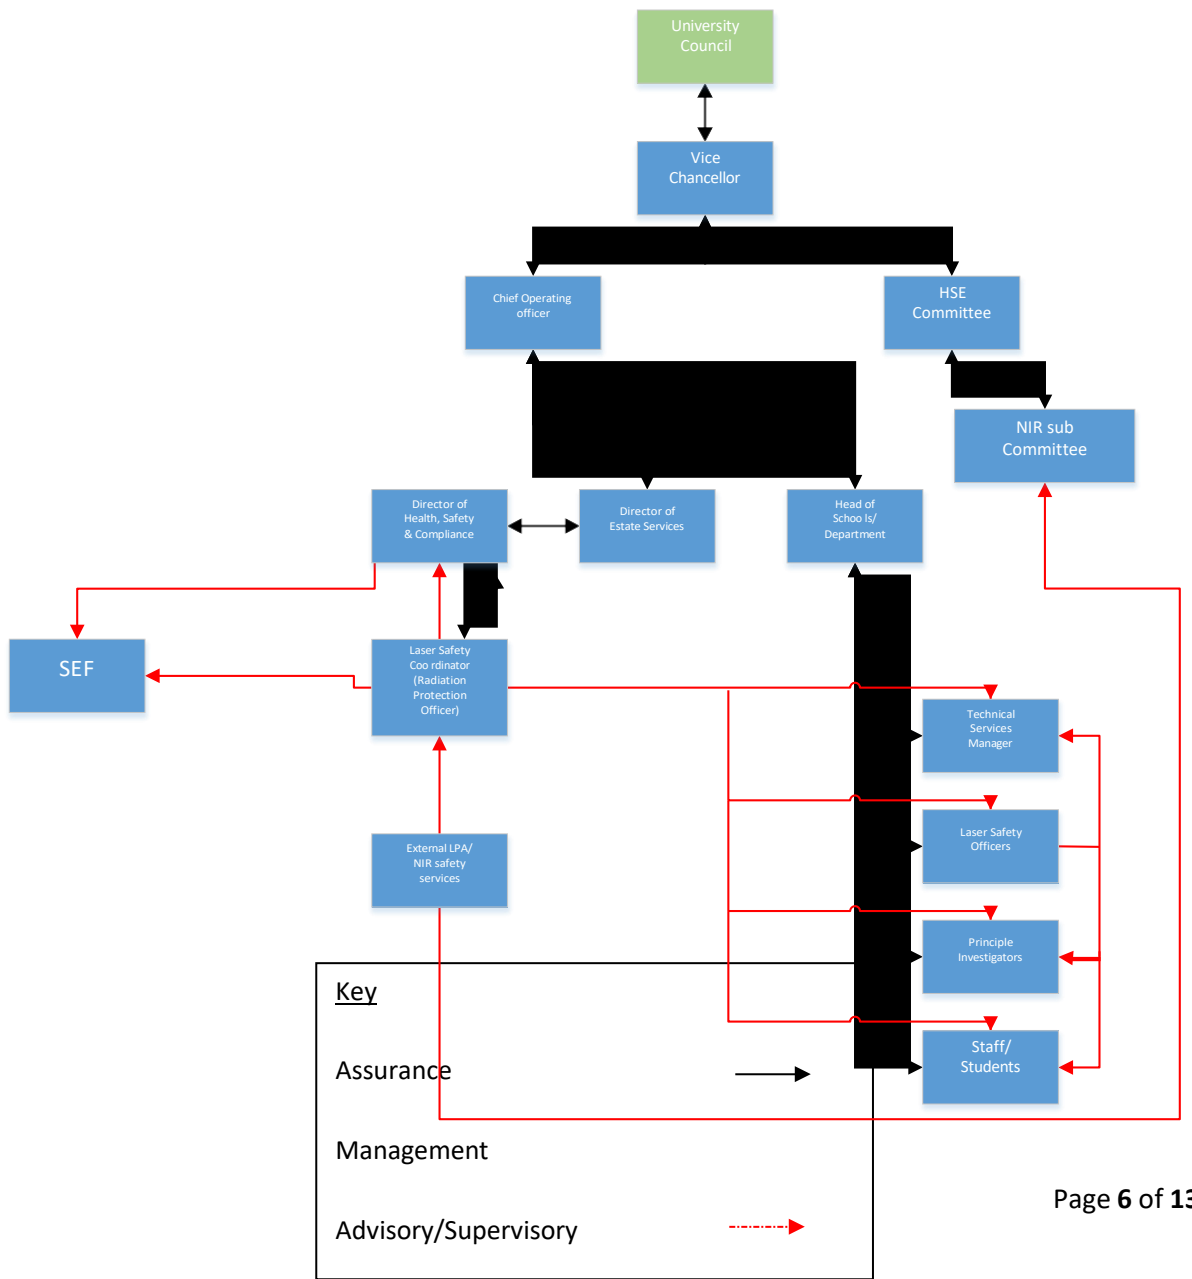 University
Council
Vice
Chancellor
Chief Operating
officer
HSE
Committee
NIR sub
Committee
Director of
Health, Safety
& Compliance
Director of
Estate Services
Head of
Schoo ls/
Department
SEF
Laser Safety
Coo rdinator
(Radiation
Protection
Officer)
Technical
Services
Manager
Laser Safety
Officers
External LPA/
NIR safety
services
Principle
Investigators
Staff/
Students
Key
Assurance
Management
Advisory/Supervisory
Page 6 of 13